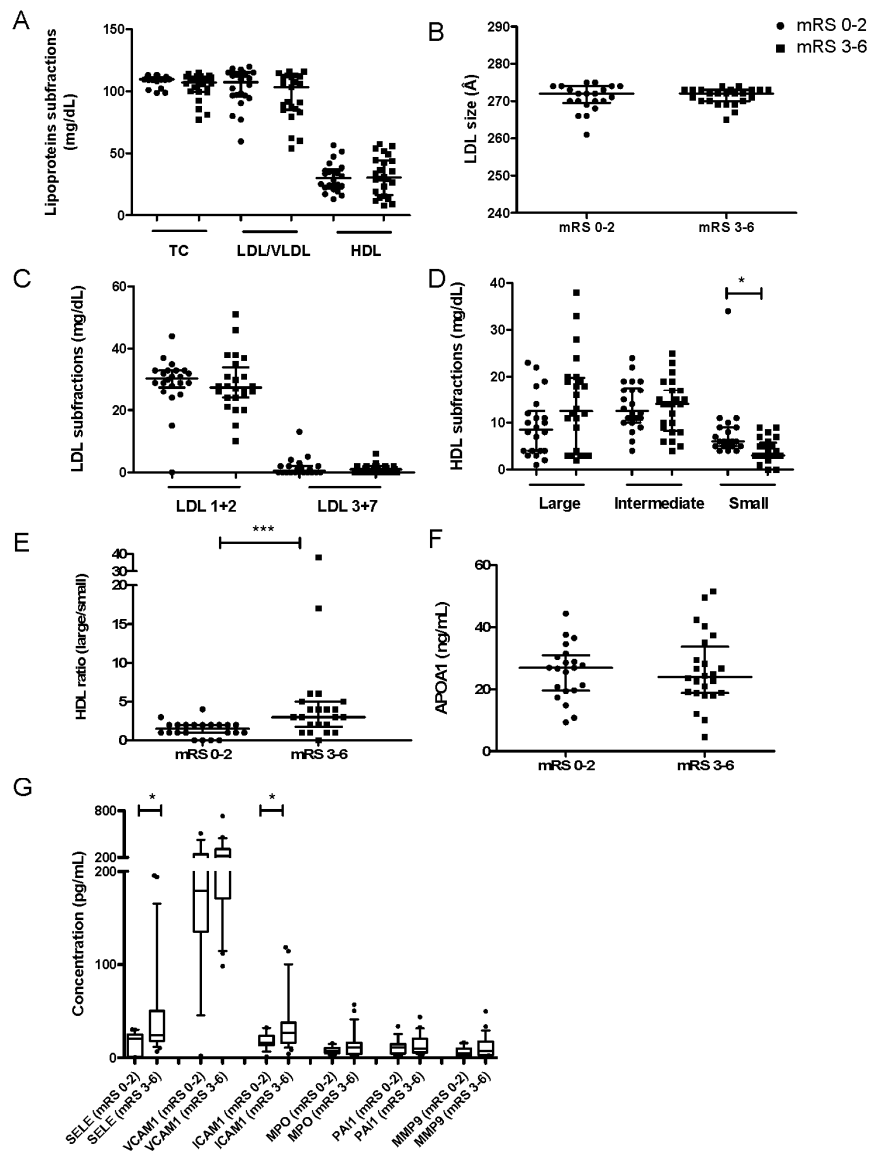 A
Lipoproteins subfractions
(mg/dL)
150
100
50
0
TC
LDL/VLDL
HDL
B
mRS 0-2
mRS 3-6
LDL size (Å)
290
280
270
260
250
240
mRS 0-2
mRS 3-6
C
LDL subfractions (mg/dL)
60
40
20
0
LDL 1+2
LDL 3+7
D
*
HDL subfractions (mg/dL)
40
30
20
10
0
Large
Intermediate
Small
E
***
HDL ratio (large/small)
40
30
20
15
10
5
0
mRS 0-2
mRS 3-6
F
APOA1 (ng/mL)
60
40
20
0
mRS 0-2
mRS 3-6
G
*
*
Concentration (pg/mL)
800
200
200
100
0
SELE (mRS 0-2)
SELE (mRS 3-6)
VCAM1 (mRS 0-2)
VCAM1 (mRS 3-6)
ICAM1 (mRS 0-2)
ICAM1 (mRS 3-6)
MPO (mRS 0-2)
MPO (mRS 3-6)
PAI1 (mRS 0-2)
PAI1 (mRS 3-6)
MMP9 (mRS 0-2)
MMP9 (mRS 3-6)